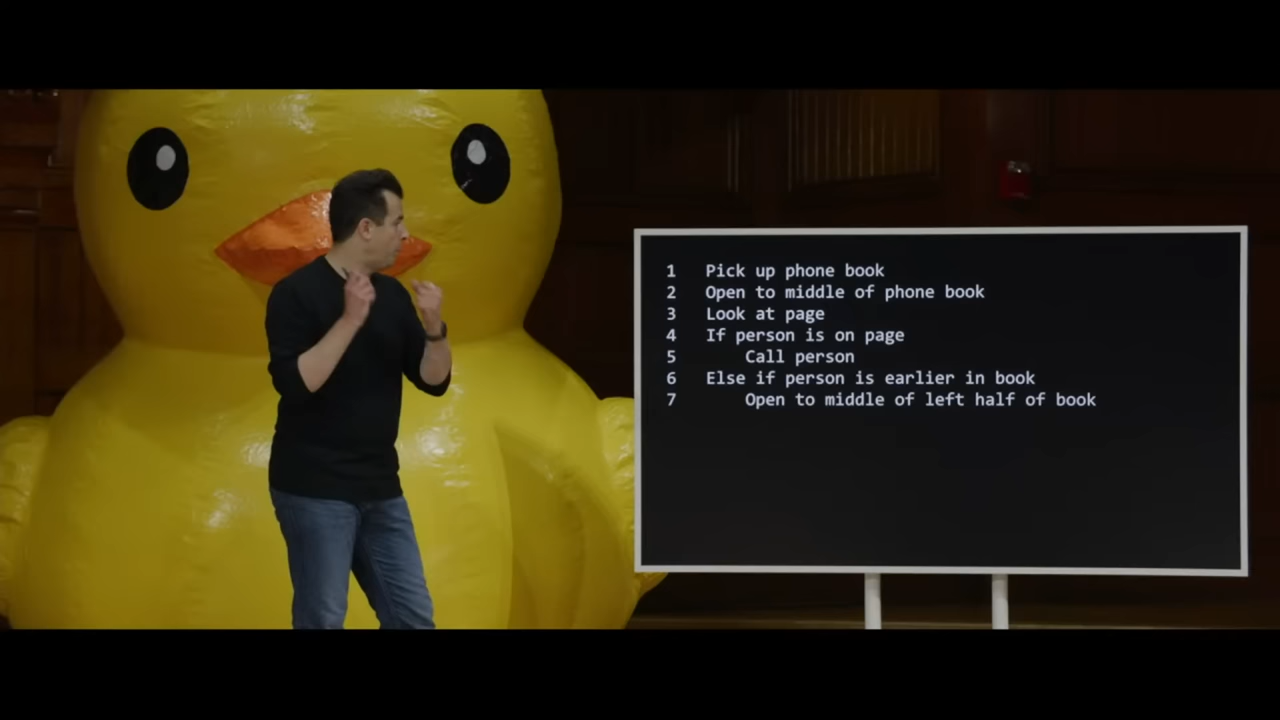 1 Pick up phone book
2 Open to middle of phone book
3 Look at page
4 If person is on page
5     Call person
6 Else if person is earlier in book
7     Open to middle of left half of book